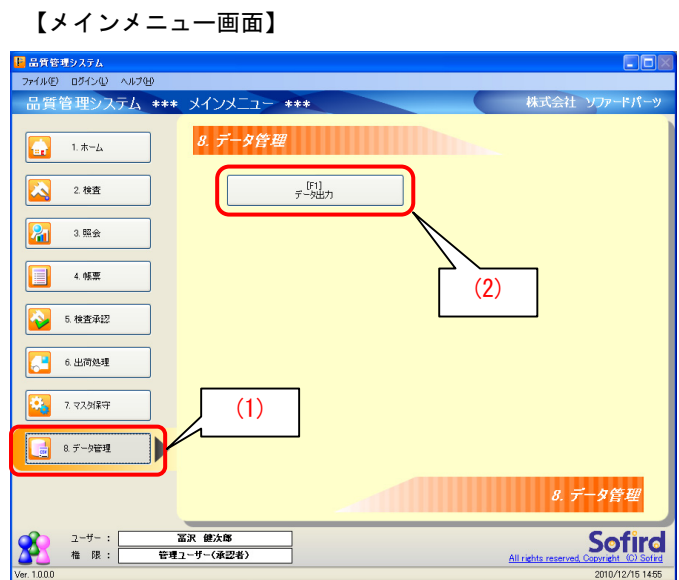 【メインメニュー画面】
品質管理システム
ファイル(F) ログイン(L) ヘルプ(H)
品質管理システム *** メインメニュー ***
株式会社 ソファードパーツ
1. ホーム
2. 検査
3. 照会
4. 帳票
5. 検査承認
6. 出荷処理
7. マスタ保守
8. データ管理
8. データ管理
[F1]
データ出力
(2)
(1)
8. データ管理
ユーザー : 冨沢 健次郎
権 限 : 管理ユーザー(承認者)
Sofird
All rights reserved, Copyright (C) Sofird
Ver. 1.0.0.0
2010/12/15 14:55